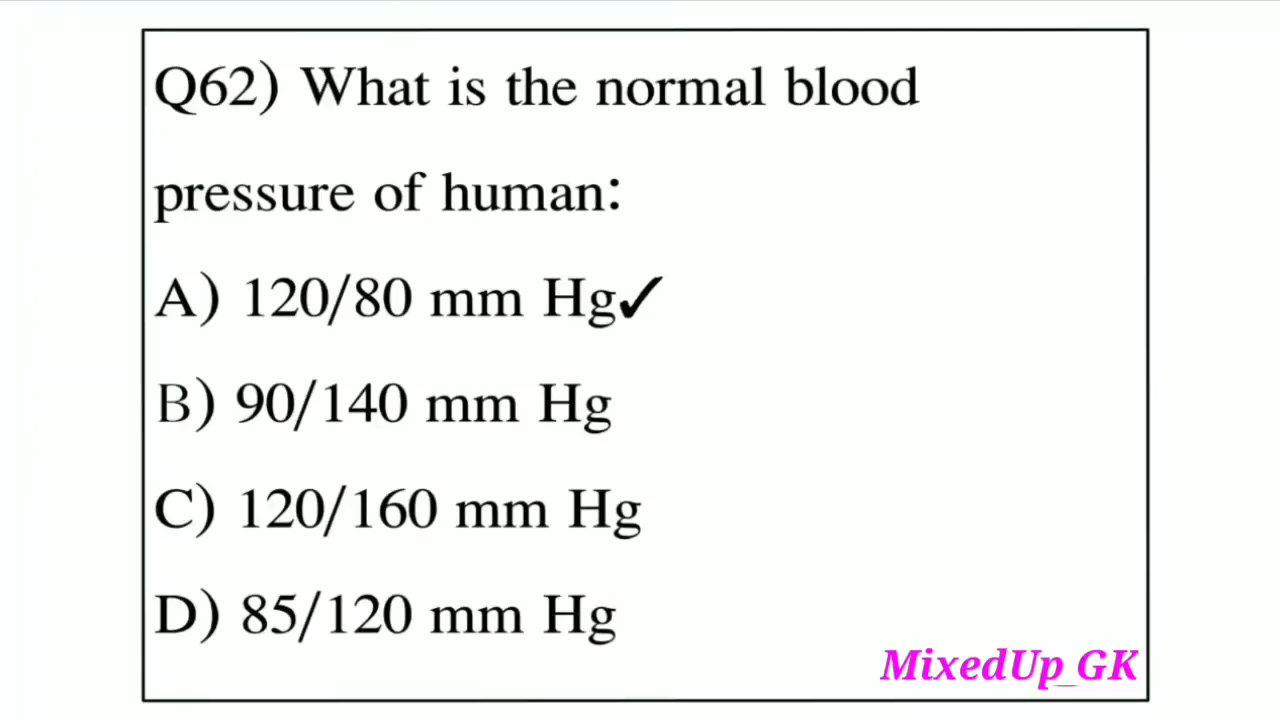 Q62) What is the normal blood
pressure of human:
A) 120/80 mm Hg✓
B) 90/140 mm Hg
C) 120/160 mm Hg
D) 85/120 mm Hg
MixedUp_GK